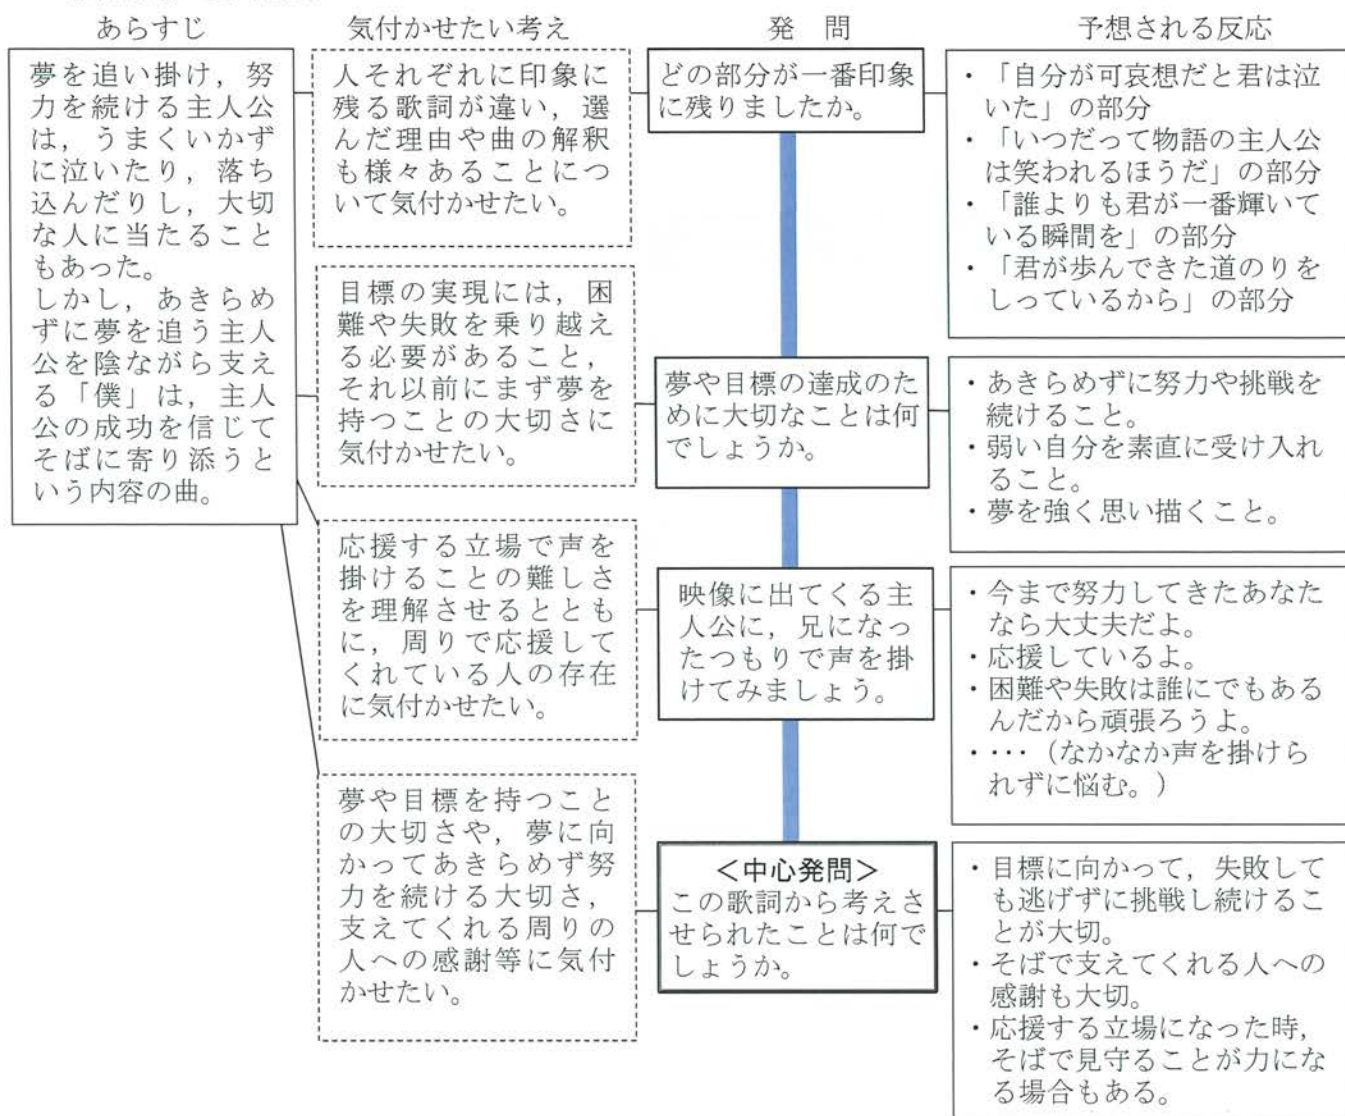 あらすじ
気付かせたい考え
発　問
予想される反応
夢を追い掛け，努
力を続ける主人公
は，うまくいかず
に泣いたり，落ち
込んだりし，大切
な人に当たること
もあった。
しかし，あきらめ
ずに夢を追う主人
公を陰ながら支え
る「僕」は，主人
公の成功を信じて
そばに寄り添うと
いう内容の曲。
人それぞれに印象に
残る歌詞が違い，選
んだ理由や曲の解釈
も様々あることにつ
いて気付かせたい。
どの部分が一番印象
に残りましたか。
・「自分が可哀想だと君は泣
いた」の部分
・「いつだって物語の主人公
は笑われるほうだ」の部分
・「誰よりも君が一番輝いて
いる瞬間を」の部分
・「君が歩んできた道のりを
しっているから」の部分
目標の実現には，困
難や失敗を乗り越え
る必要があること，
それ以前にまず夢を
持つことの大切さに
気付かせたい。
夢や目標の達成のた
めに大切なことは何
でしょうか。
・あきらめずに努力や挑戦を
続けること。
・弱い自分を素直に受け入れ
ること。
・夢を強く思い描くこと。
応援する立場で声を
掛けることの難しさ
を理解させるととも
に，周りで応援して
くれている人の存在
に気付かせたい。
映像に出てくる主
人公に，兄になっ
たつもりで声を掛
けてみましょう。
・今まで努力してきたあなた
なら大丈夫だよ。
・応援しているよ。
・困難や失敗は誰にでもある
んだから頑張ろうよ。
・・・・（なかなか声を掛けら
れずに悩む。）
夢や目標を持つこと
の大切さや，夢に向
かってあきらめず努
力を続ける大切さ，
支えてくれる周りの
人への感謝等に気付
かせたい。
＜中心発問＞
この歌詞から考えさ
せられたことは何で
しょうか。
・目標に向かって，失敗して
も逃げずに挑戦し続けるこ
とが大切。
・そばで支えてくれる人への
感謝も大切。
・応援する立場になった時，
そばで見守ることが力にな
る場合もある。